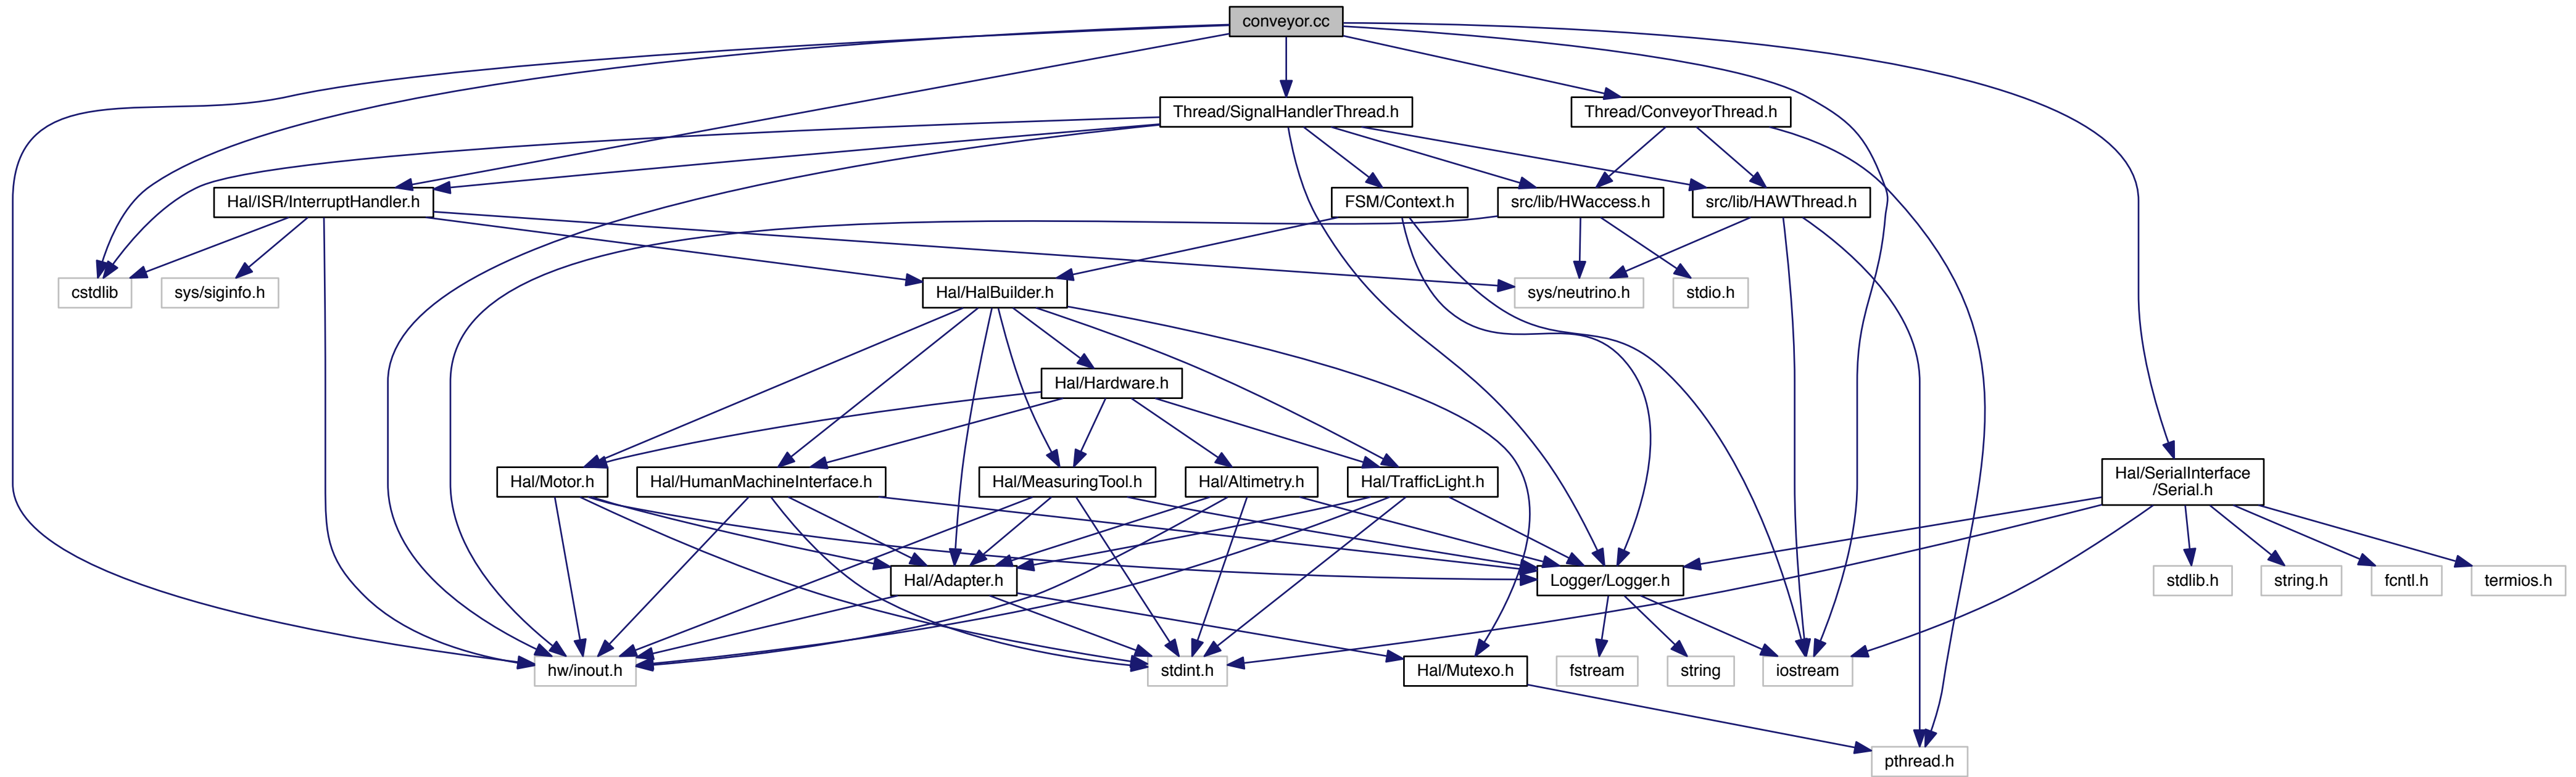 conveyor.cc
Thread/SignalHandlerThread.h
Thread/ConveyorThread.h
Hal/ISR/InterruptHandler.h
FSM/Context.h
src/lib/HWaccess.h
src/lib/HAWThread.h
cstdlib
sys/siginfo.h
Hal/HalBuilder.h
sys/neutrino.h
stdio.h
Hal/Hardware.h
Hal/Motor.h
Hal/HumanMachineInterface.h
Hal/MeasuringTool.h
Hal/Altimetry.h
Hal/TrafficLight.h
Hal/SerialInterface
/Serial.h
Hal/Adapter.h
Logger/Logger.h
stdlib.h
string.h
fcntl.h
termios.h
hw/inout.h
stdint.h
Hal/Mutexo.h
fstream
string
iostream
pthread.h